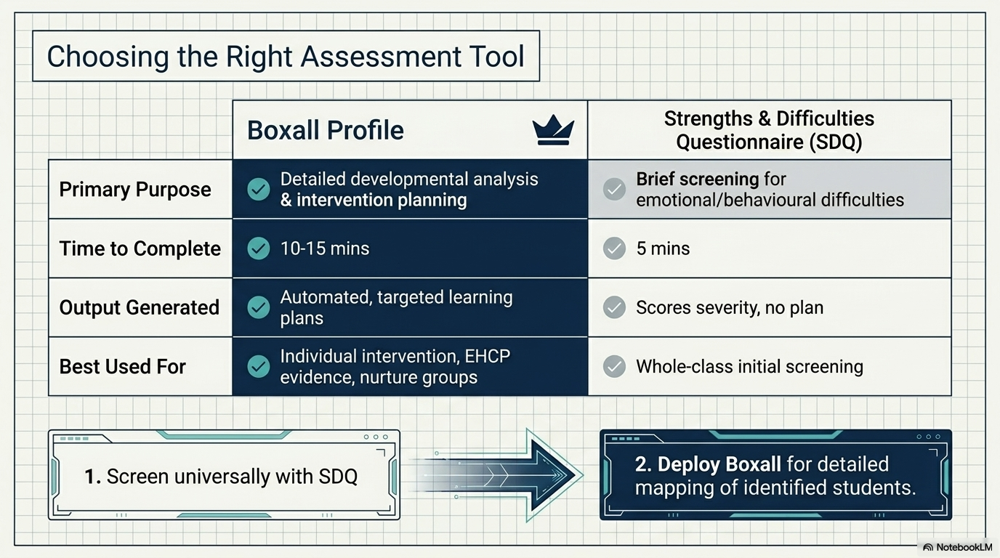 Choosing the Right Assessment Tool
Boxall Profile
Strengths & Difficulties
Questionnaire (SDQ)
Primary Purpose
Detailed developmental analysis
& intervention planning
Brief screening for
emotional/behavioural difficulties
Time to Complete
10-15 mins
5 mins
Output Generated
Automated, targeted learning
plans
Scores severity, no plan
Best Used For
Individual intervention, EHCP
evidence, nurture groups
Whole-class initial screening
1. Screen universally with SDQ
2. Deploy Boxall for detailed
mapping of identified students.
NotebookLM